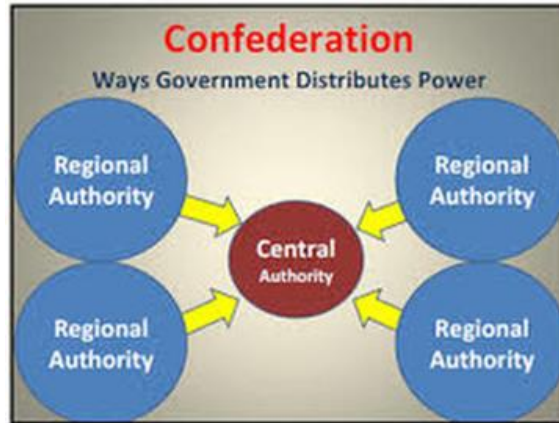 Confederation
Ways Government Distributes Power
Regional
Authority
Regional
Authority
Central
Authority
Regional
Authority
Regional
Authority